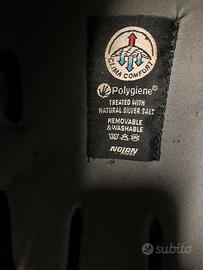 CLIMA COMFORT
Polygiene®
TREATED WITH
NATURAL SILVER SALT
REMOVABLE
& WASHABLE
NOLAN
subito